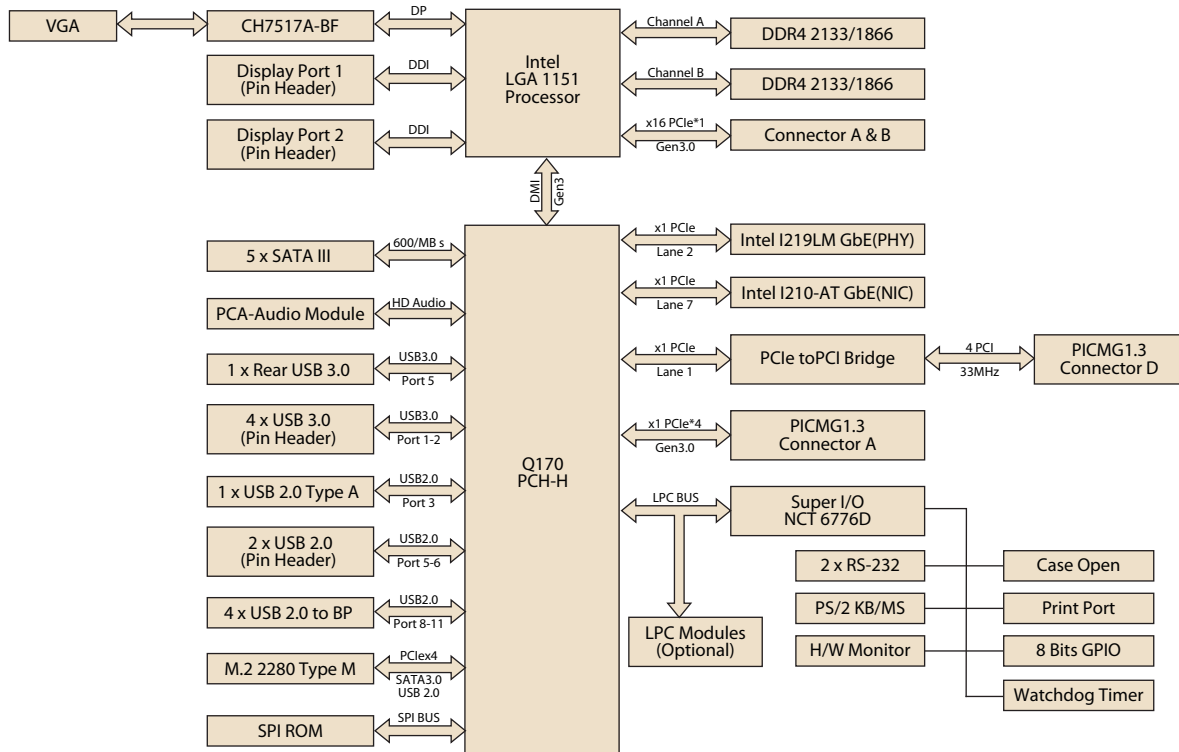 VGA
CH7517A-BF
DP
Intel
LGA 1151
Processor
Channel A
DDR4 2133/1866
Display Port 1
(Pin Header)
DDI
Channel B
DDR4 2133/1866
Display Port 2
(Pin Header)
DDI
x16 PCIe*1
Gen3.0
Connector A & B
DMI
Gen3
5 x SATA III
600/MB s
Q170
PCH-H
x1 PCIe
Lane 2
Intel I219LM GbE(PHY)
PCA-Audio Module
HD Audio
x1 PCIe
Lane 7
Intel I210-AT GbE(NIC)
1 x Rear USB 3.0
USB3.0
Port 5
x1 PCIe
Lane 1
PCIe toPCI Bridge
4 PCI
33MHz
PICMG1.3
Connector D
4 x USB 3.0
(Pin Header)
USB3.0
Port 1-2
x1 PCIe*4
Gen3.0
PICMG1.3
Connector A
1 x USB 2.0 Type A
USB2.0
Port 3
LPC BUS
Super I/O
NCT 6776D
2 x USB 2.0
(Pin Header)
USB2.0
Port 5-6
2 x RS-232
Case Open
4 x USB 2.0 to BP
USB2.0
Port 8-11
LPC Modules
(Optional)
PS/2 KB/MS
Print Port
M.2 2280 Type M
PCIex4
SATA3.0
USB 2.0
H/W Monitor
8 Bits GPIO
Watchdog Timer
SPI ROM
SPI BUS